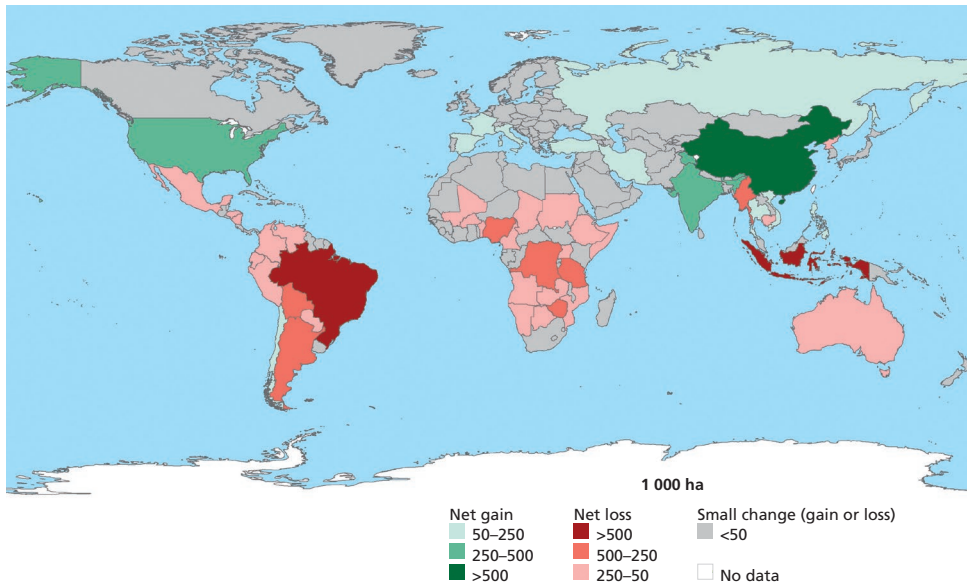 1 000 ha
Net gain
50–250
250–500
>500
Net loss
>500
500–250
250–50
Small change (gain or loss)
<50
No data